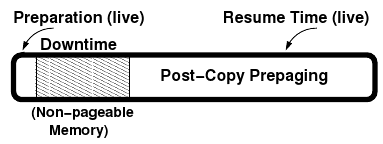 Preparation (live)
Resume Time (live)
Downtime
Post-Copy Prepaging
(Non-pageable
Memory)